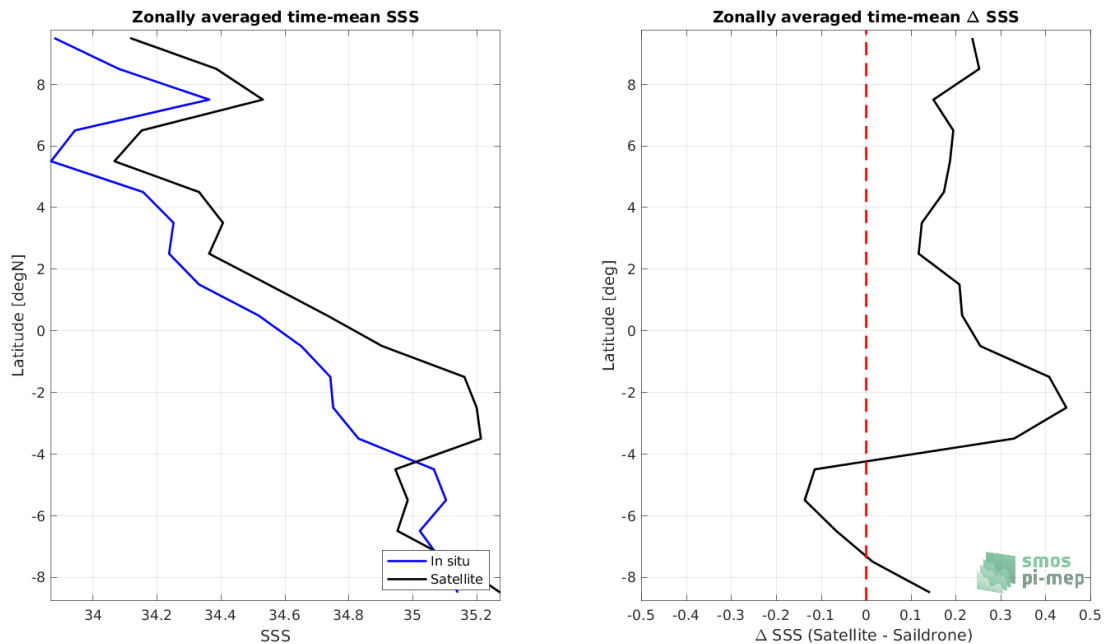 Zonally averaged time-mean SSS
Latitude [degN]
8
6
4
2
0
-2
-4
-6
-8
34 34.2 34.4 34.6 34.8 35 35.2
SSS
In situ
Satellite
Zonally averaged time-mean Δ SSS
Latitude [deg]
8
6
4
2
0
-2
-4
-6
-8
-0.5 -0.4 -0.3 -0.2 -0.1 0 0.1 0.2 0.3 0.4 0.5
Δ SSS (Satellite - Saildrone)
smos
pi-mep